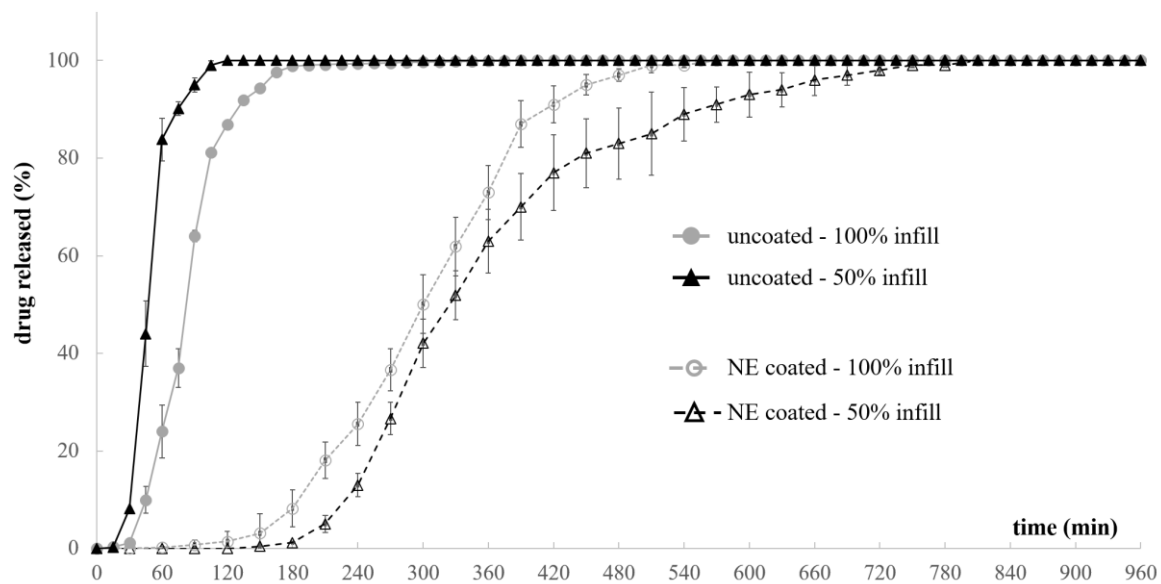 drug released (%)
100
80
60
40
20
0
uncoated - 100% infill
uncoated - 50% infill
NE coated - 100% infill
NE coated - 50% infill
time (min)
0 60 120 180 240 300 360 420 480 540 600 660 720 780 840 900 960